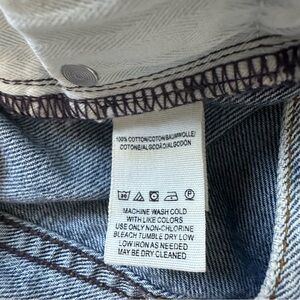 100% COTTON/COTON/BAUMWOLLE/
COTONE/ALGODÃO/ALGODÓN
MACHINE WASH COLD
WITH LIKE COLORS
USE ONLY NON-CHLORINE
BLEACH TUMBLE DRY LOW
LOW IRON AS NEEDED
MAY BE DRY CLEANED